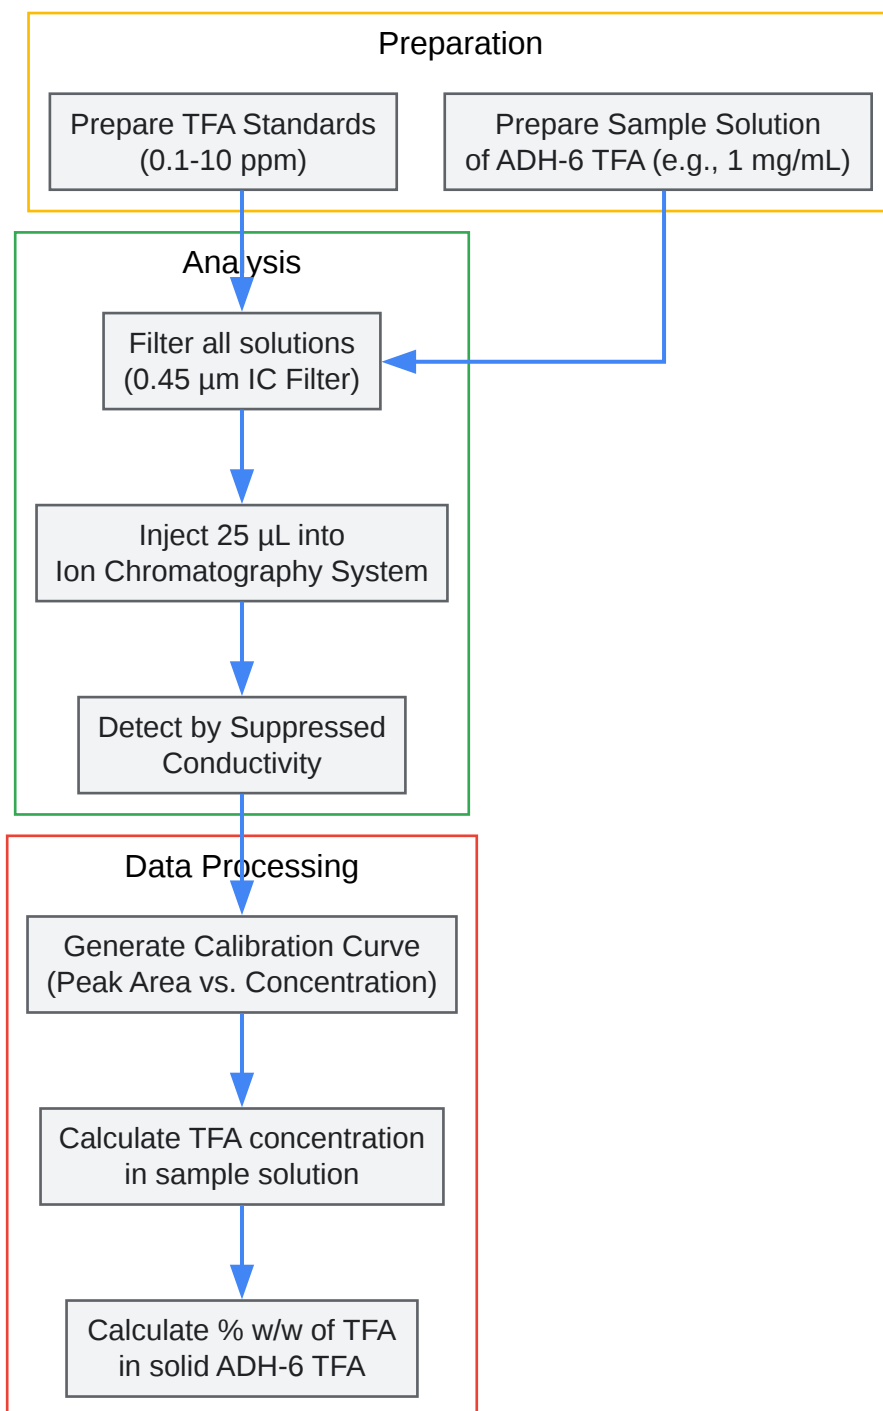 Preparation
Prepare TFA Standards
(0.1-10 ppm)
Prepare Sample Solution
of ADH-6 TFA (e.g., 1 mg/mL)
Analysis
Filter all solutions
(0.45 µm IC Filter)
Inject 25 µL into
Ion Chromatography System
Detect by Suppressed
Conductivity
Data Processing
Generate Calibration Curve
(Peak Area vs. Concentration)
Calculate TFA concentration
in sample solution
Calculate % w/w of TFA
in solid ADH-6 TFA